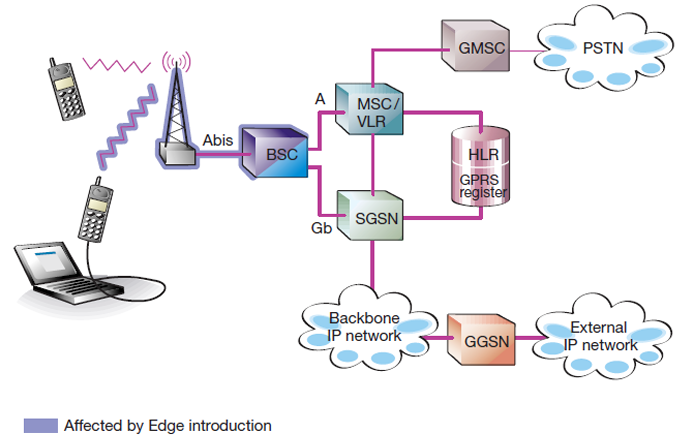 GMSC
PSTN
A
MSC /
VLR
Abis
BSC
HLR
GPRS
register
SGSN
Gb
Backbone
IP network
GGSN
External
IP network
Affected by Edge introduction